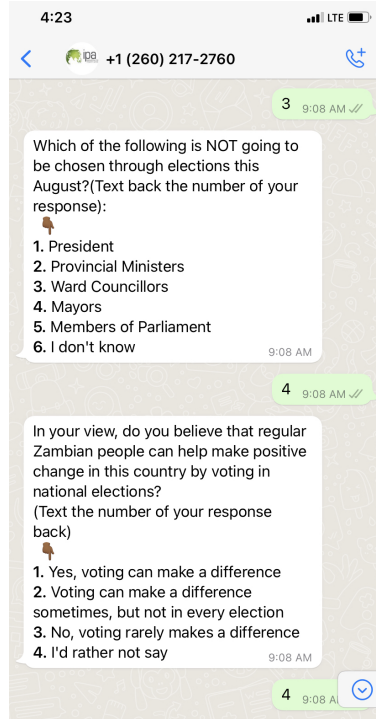 4:23
LTE
ipa
+1 (260) 217-2760
3 9:08 AM
Which of the following is NOT going to
be chosen through elections this
August?(Text back the number of your
response):
👇🏾
1. President
2. Provincial Ministers
3. Ward Councillors
4. Mayors
5. Members of Parliament
6. I don't know
9:08 AM
4 9:08 AM
In your view, do you believe that regular
Zambian people can help make positive
change in this country by voting in
national elections?
(Text the number of your response
back)
👇🏾
1. Yes, voting can make a difference
2. Voting can make a difference
sometimes, but not in every election
3. No, voting rarely makes a difference
4. I'd rather not say
9:08 AM
4 9:08 A